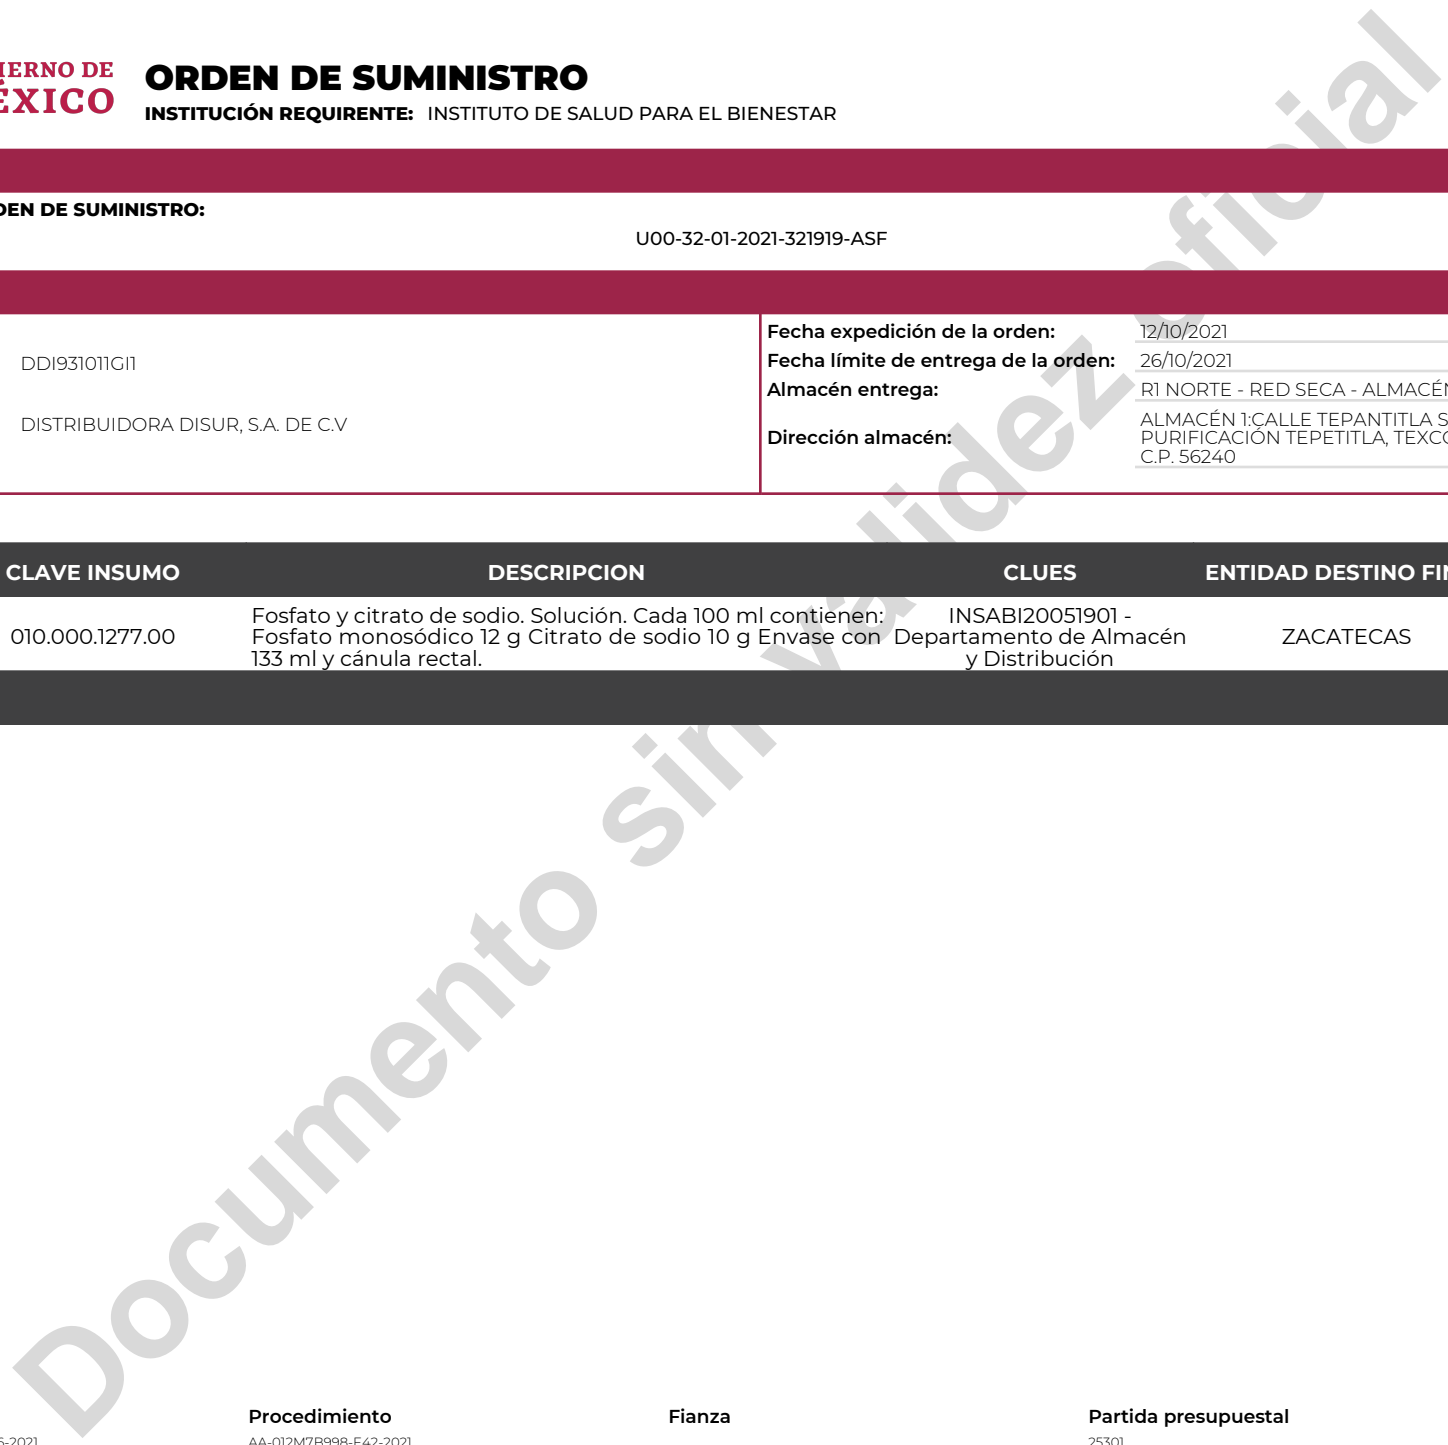 ORDEN DE SUMINISTRO
INSTITUCIÓN REQUIRENTE: INSTITUTO DE SALUD PARA EL BIENESTAR
DE
DE SUMINISTRO:
U00-32-01-2021-321919-ASF
DDI931011GI1
DISTRIBUIDORA DISUR, S.A. DE C.V
Fecha expedición de la orden: 12/10/2021
Fecha límite de entrega de la orden: 26/10/2021
Almacén entrega: R1 NORTE - RED SECA - ALMACÉN
Dirección almacén:
ALMACÉN 1:CALLE TEPANTITLA
PURIFICACIÓN TEPETITLA,
C.P. 56240
CLAVE INSUMO DESCRIPCION CLUES ENTIDAD DESTINO
010.000.1277.00
Fosfato y citrato de sodio. Solución. Cada 100 ml contienen:
Fosfato monosódico 12 g Citrato de sodio 10 g Envase con
133 ml y cánula rectal.
INSABI20051901 -
Departamento de Almacén
y Distribución
ZACATECAS
Documento sin validez oficial
Procedimiento Fianza Partida presupuestal
AA-012M7B998-E42-2021 25301